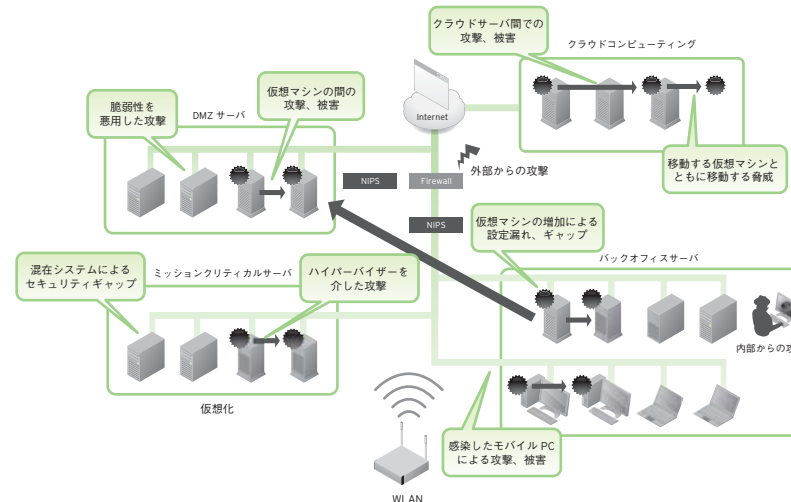 クラウドサーバ間での
攻撃、被害
クラウドコンピューティング
脆弱性を
悪用した攻撃
DMZ サーバ
仮想マシンの間の
攻撃、被害
Internet
移動する仮想マシンと
ともに移動する脅威
外部からの攻撃
NIPS
Firewall
NIPS
仮想マシンの増加による
設定漏れ、ギャップ
バックオフィスサーバ
混在システムによる
セキュリティギャップ
ミッションクリティカルサーバ
ハイパーバイザーを
介した攻撃
内部からの攻
仮想化
感染したモバイル PC
による攻撃、被害
WLAN